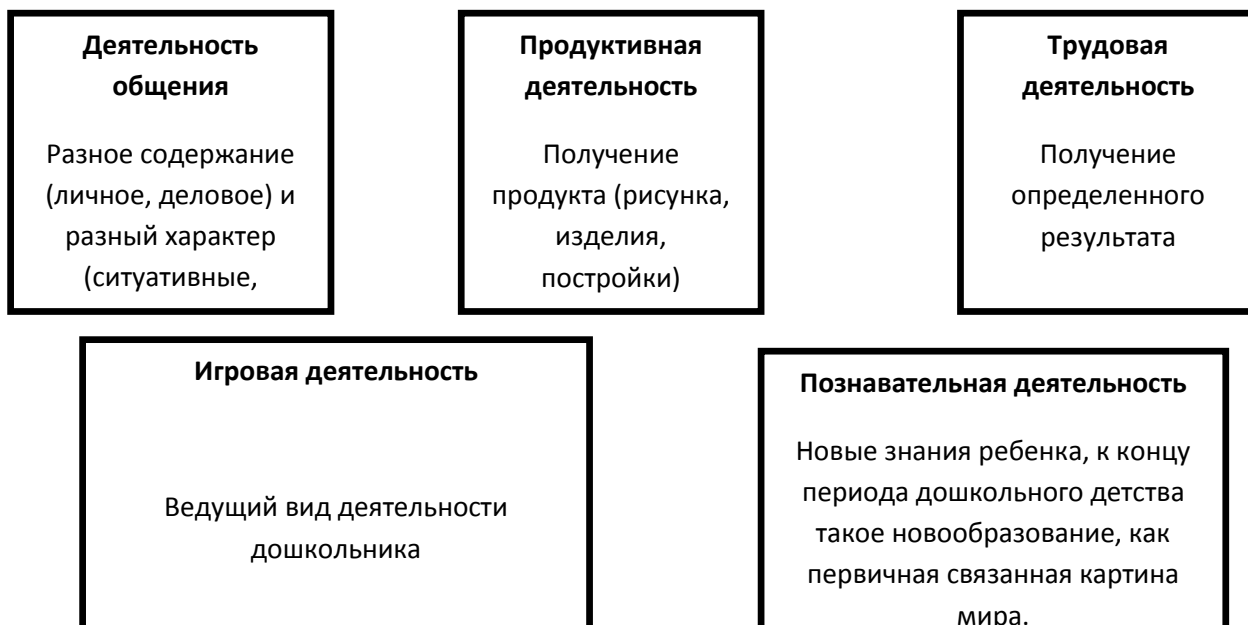 Деятельность
общения
Разное содержание
(личное, деловое) и
разный характер
(ситуативные,
Продуктивная
деятельность
Получение
продукта (рисунка,
изделия,
постройки)
Трудовая
деятельность
Получение
определенного
результата
Игровая деятельность
Ведущий вид деятельности
дошкольника
Познавательная деятельность
Новые знания ребенка, к концу
периода дошкольного детства
такое новообразование, как
первичная связанная картина
мира.